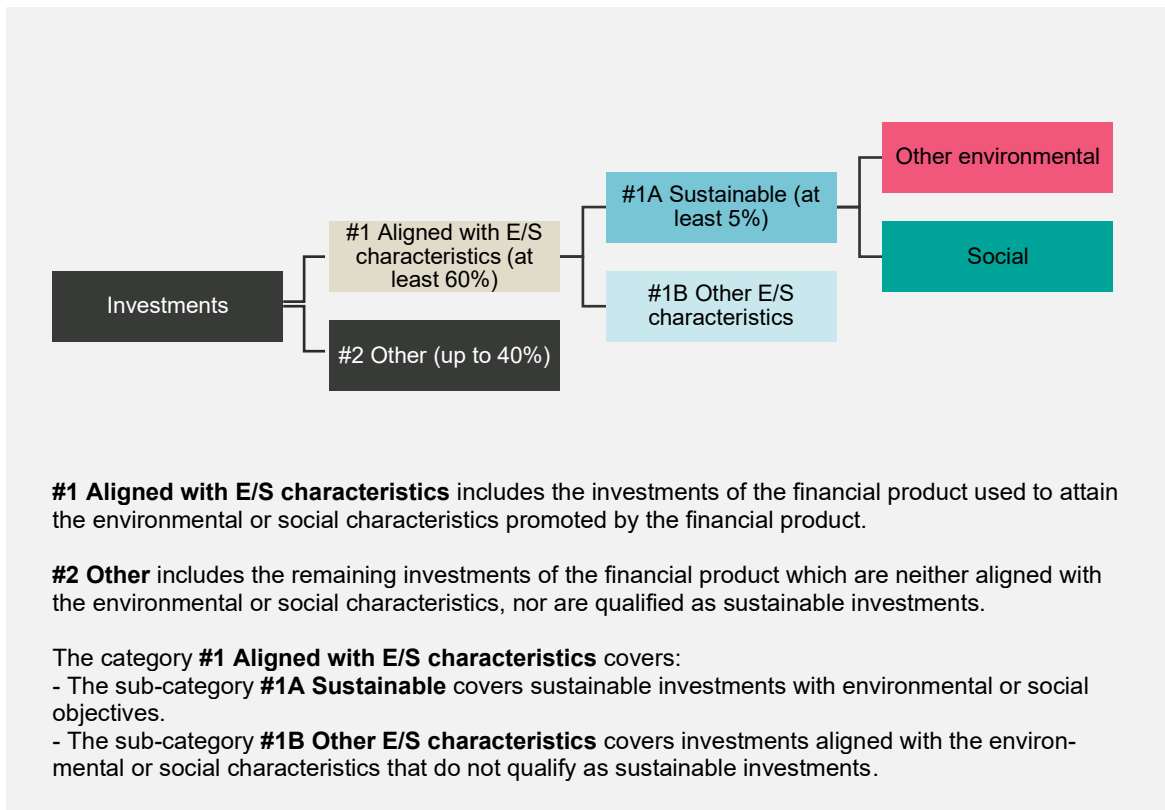 Other environmental
#1A Sustainable (at
least 5%)
#1 Aligned with E/S
characteristics (at
least 60%)
Social
Investments
#1B Other E/S
characteristics
#2 Other (up to 40%)
#1 Aligned with E/S characteristics includes the investments of the financial product used to attain
the environmental or social characteristics promoted by the financial product.
#2 Other includes the remaining investments of the financial product which are neither aligned with
the environmental or social characteristics, nor are qualified as sustainable investments.
The category #1 Aligned with E/S characteristics covers:
- The sub-category #1A Sustainable covers sustainable investments with environmental or social
objectives.
- The sub-category #1B Other E/S characteristics covers investments aligned with the environ-
mental or social characteristics that do not qualify as sustainable investments.